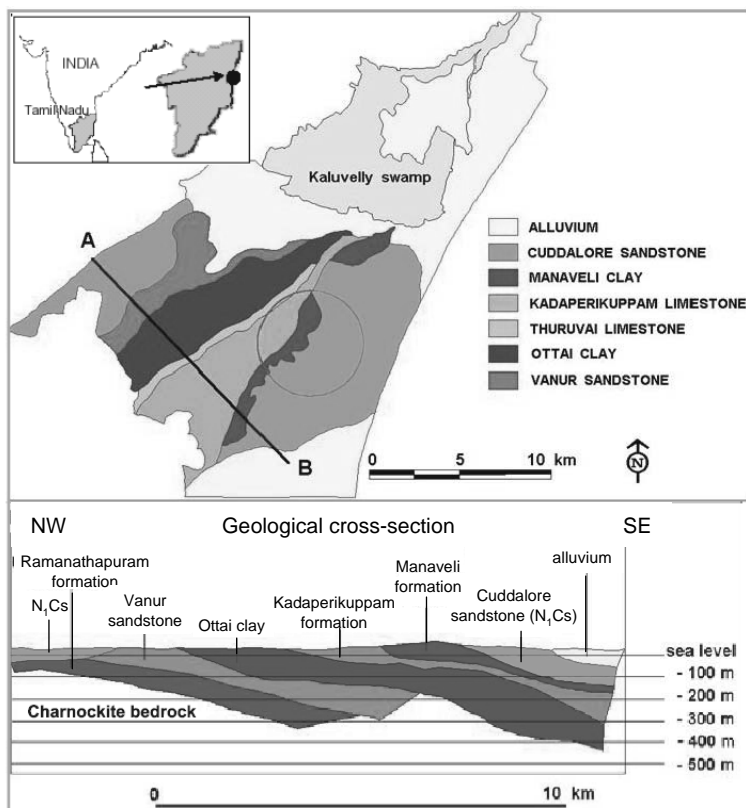 INDIA
Tamil Nadu
Kaluvelly swamp
A
B
ALLUVIUM
CUDDALORE SANDSTONE
MANAVELI CLAY
KADAPERIKUPPAM LIMESTONE
THURUVAI LIMESTONE
OTTAI CLAY
VANUR SANDSTONE
0 5 10 km
N
NW Geological cross-section SE
Ramanathapuram
formation
N₁Cs
Vanur
sandstone
Ottai clay
Kadaperikuppam
formation
Manaveli
formation
Cuddalore
sandstone (N₁Cs)
alluvium
sea level
- 100 m
- 200 m
- 300 m
- 400 m
- 500 m
Charnockite bedrock
0 10 km